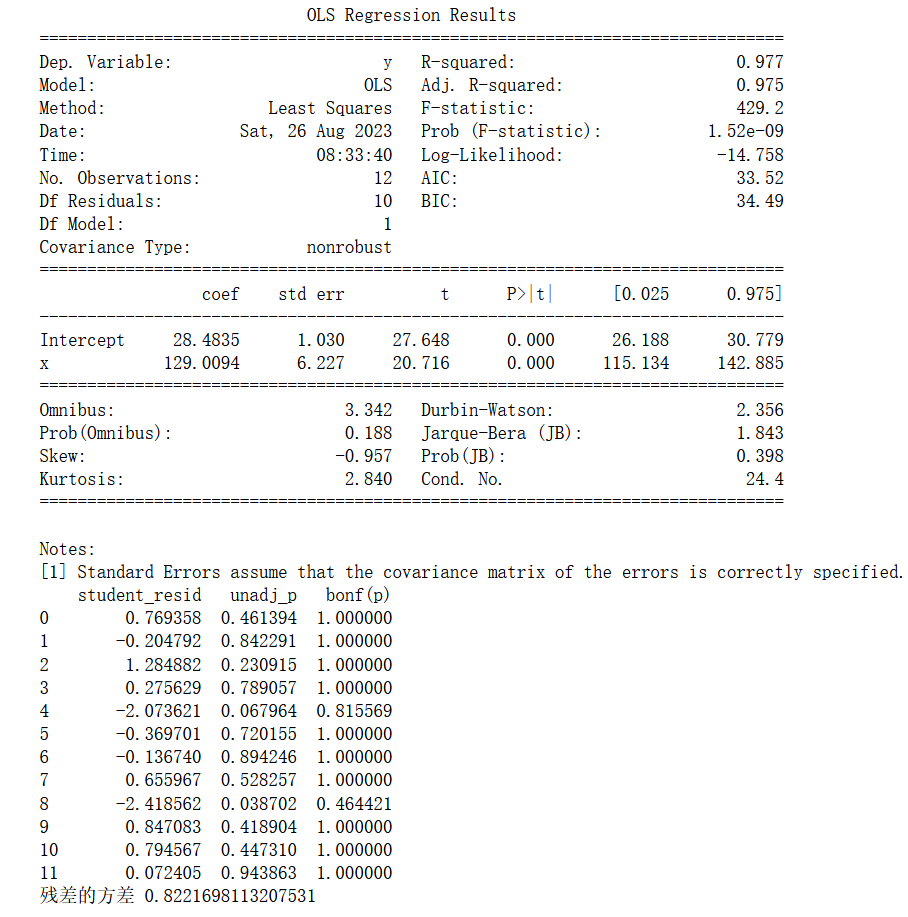 OLS Regression Results
==============================================================================
Dep. Variable:                      y   R-squared:                       0.977
Model:                            OLS   Adj. R-squared:                  0.975
Method:                 Least Squares   F-statistic:                     429.2
Date:                Sat, 26 Aug 2023   Prob (F-statistic):           1.52e-09
Time:                        08:33:40   Log-Likelihood:                -14.758
No. Observations:                  12   AIC:                             33.52
Df Residuals:                      10   BIC:                             34.49
Df Model:                           1
Covariance Type:            nonrobust
==============================================================================
                 coef    std err          t      P>|t|      [0.025      0.975]
------------------------------------------------------------------------------
Intercept     28.4835      1.030     27.648      0.000      26.188      30.779
x            129.0094      6.227     20.716      0.000     115.134     142.885
==============================================================================
Omnibus:                        3.342   Durbin-Watson:                   2.356
Prob(Omnibus):                  0.188   Jarque-Bera (JB):                1.843
Skew:                          -0.957   Prob(JB):                        0.398
Kurtosis:                       2.840   Cond. No.                         24.4
==============================================================================
Notes:
[1] Standard Errors assume that the covariance matrix of the errors is correctly specified.
    student_resid   unadj_p   bonf(p)
0        0.769358  0.461394  1.000000
1       -0.204792  0.842291  1.000000
2        1.284882  0.230915  1.000000
3        0.275629  0.789057  1.000000
4       -2.073621  0.067964  0.815569
5       -0.369701  0.720155  1.000000
6       -0.136740  0.894246  1.000000
7        0.655967  0.528257  1.000000
8       -2.418562  0.038702  0.464421
9        0.847083  0.418904  1.000000
10       0.794567  0.447310  1.000000
11       0.072405  0.943863  1.000000
残差的方差 0.8221698113207531